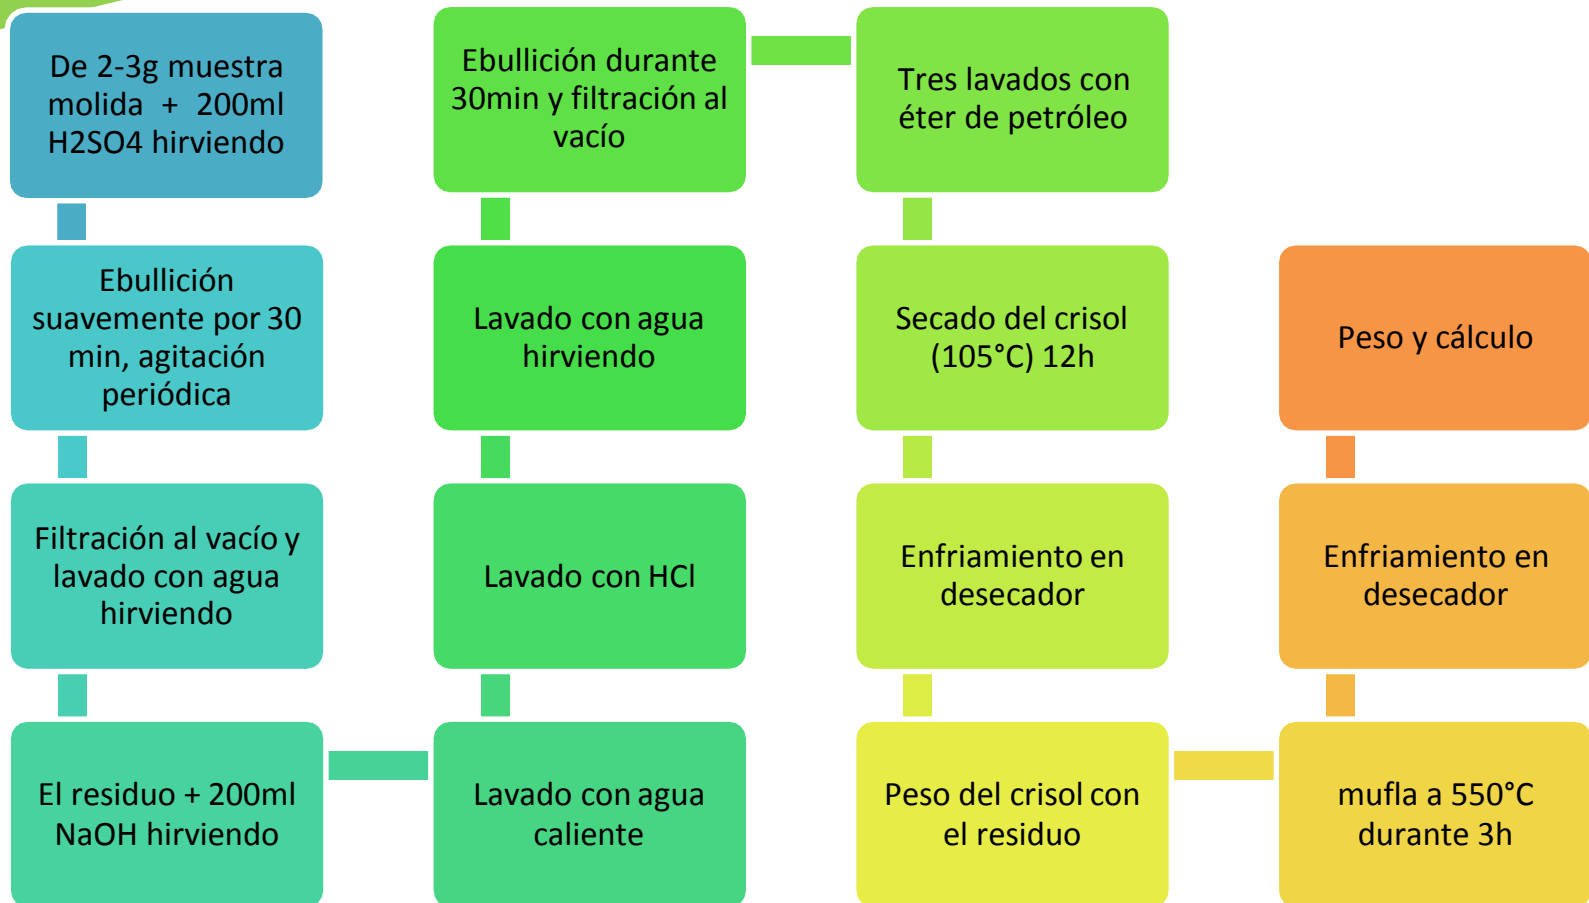 De 2-3g muestra
molida + 200ml
H2SO4 hirviendo
Ebullición
suavemente por 30
min, agitación
periódica
Filtración al vacío y
lavado con agua
hirviendo
El residuo + 200ml
NaOH hirviendo
Lavado con agua
caliente
Lavado con HCl
Lavado con agua
hirviendo
Ebullición durante
30min y filtración al
vacío
Tres lavados con
éter de petróleo
Secado del crisol
(105°C) 12h
Enfriamiento en
desecador
Peso del crisol con
el residuo
mufla a 550°C
durante 3h
Enfriamiento en
desecador
Peso y cálculo